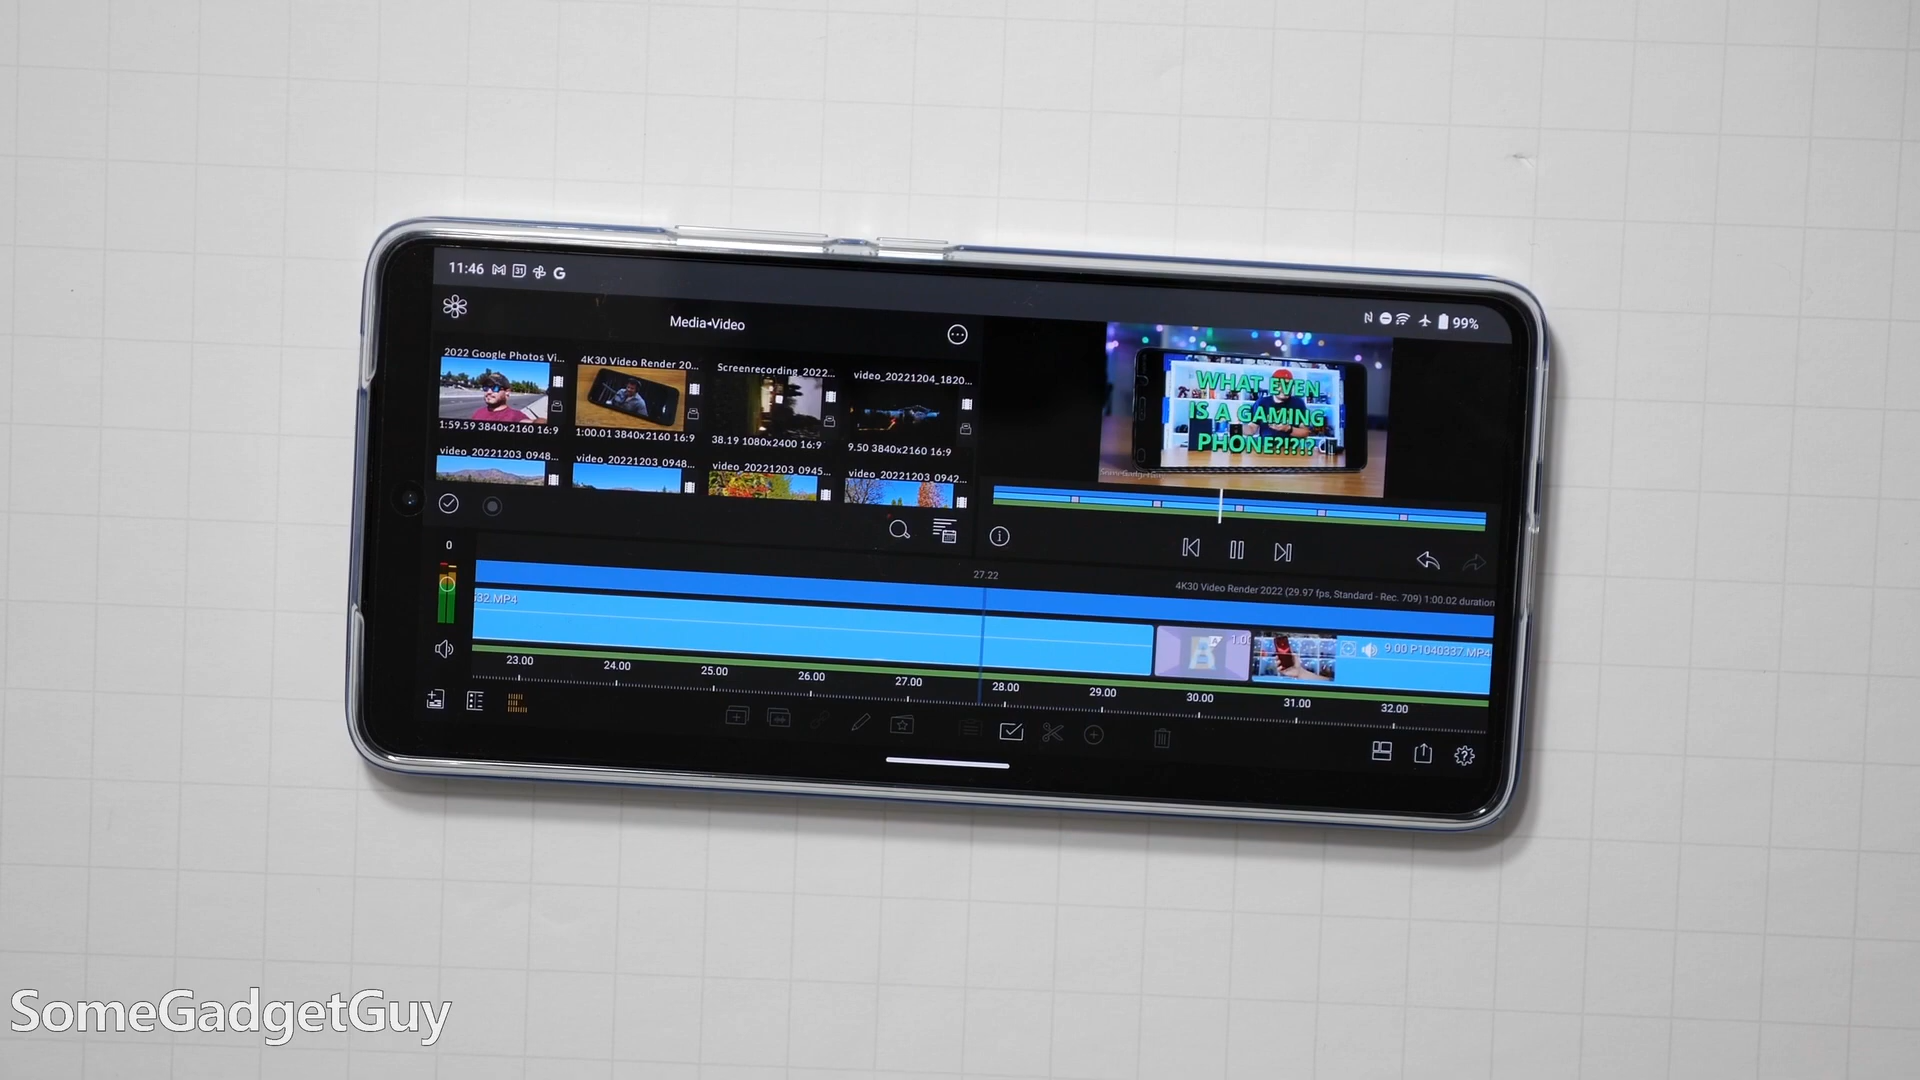 11:46
31
G
N
99%
Media•Video
2022 Google Photos Vi...
4K30 Video Render 20...
Screenrecording_2022...
video_20221204_1820...
1:59.59 3840x2160 16:9
1:00.01 3840x2160 16:9
38.19 1080x2400 16:9
9.50 3840x2160 16:9
video_20221203_0948...
video_20221203_0948...
video_20221203_0945...
video_20221203_0942...
WHAT EVEN
IS A GAMING
PHONE?!?!?
SomeGadgetGuy
0
27.22
4K30 Video Render 2022 (29.97 fps, Standard - Rec. 709) 1:00.02 duration
332.MP4
9.00 P1040337.MP4
23.00
24.00
25.00
26.00
27.00
28.00
29.00
30.00
31.00
32.00
SomeGadgetGuy